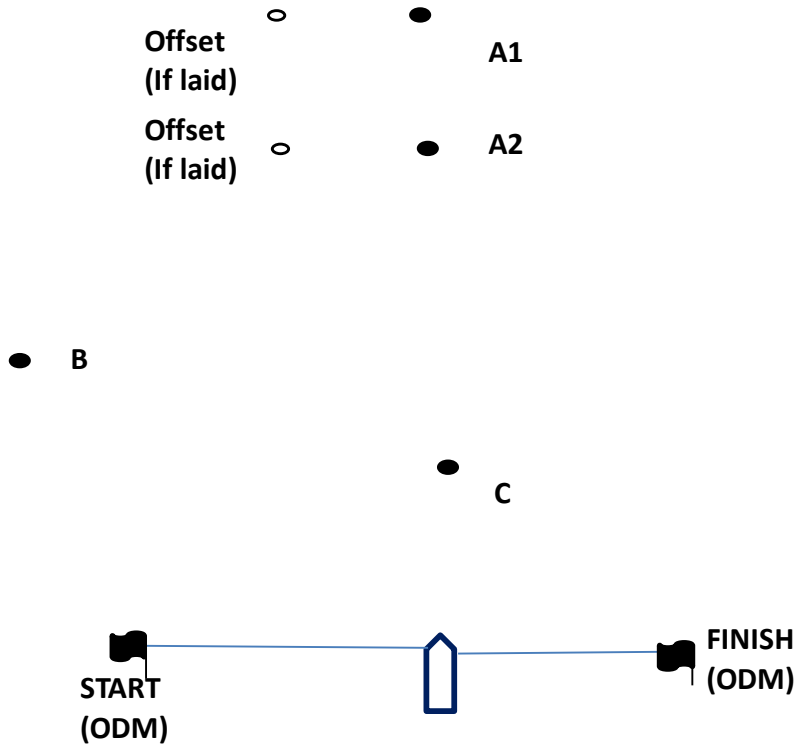 Offset
(If laid)
A1
Offset
(If laid)
A2
B
C
START
(ODM)
FINISH
(ODM)